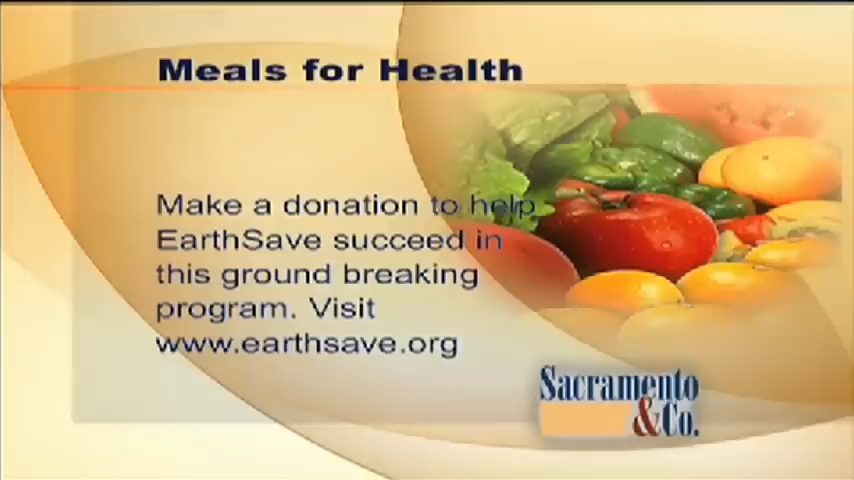 Meals for Health
Make a donation to help
EarthSave succeed in
this ground breaking
program. Visit
www.earthsave.org
Sacramento
&Co.